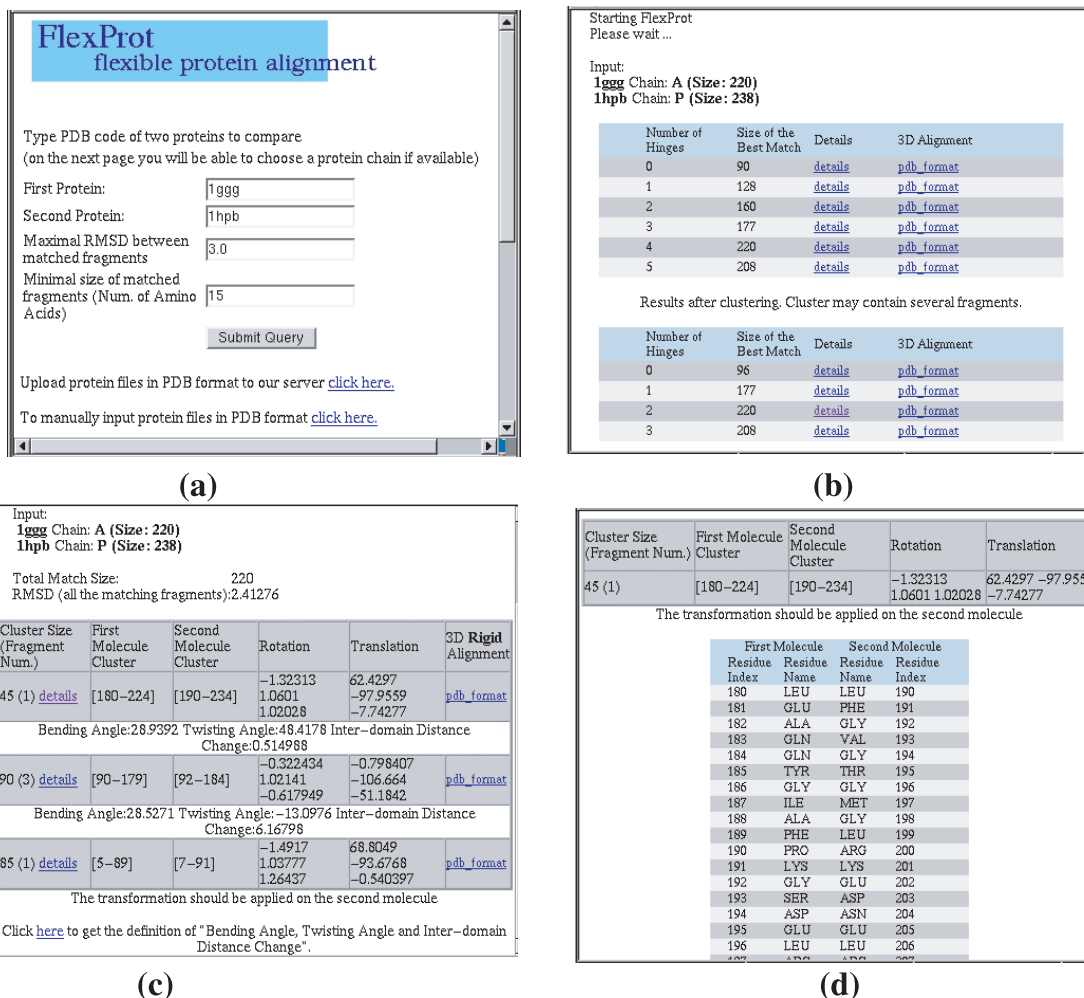 FlexProt
flexible protein alignment
Type PDB code of two proteins to compare
(on the next page you will be able to choose a protein chain if available)
First Protein: 1ggg
Second Protein: 1hpb
Maximal RMSD between
matched fragments 3.0
Minimal size of matched
fragments (Num. of Amino 15
Acids)
Submit Query
Upload protein files in PDB format to our server click here.
To manually input protein files in PDB format click here.
(a)
Starting FlexProt
Please wait ...
Input:
1ggg Chain: A (Size: 220)
1hpb Chain: P (Size: 238)
Number of Size of the Details 3D Alignment
Hinges Best Match
0 90 details pdb_format
1 128 details pdb_format
2 160 details pdb_format
3 177 details pdb_format
4 220 details pdb_format
5 208 details pdb_format
Results after clustering. Cluster may contain several fragments.
Number of Size of the Details 3D Alignment
Hinges Best Match
0 96 details pdb_format
1 177 details pdb_format
2 220 details pdb_format
3 208 details pdb_format
(b)
Input:
1ggg Chain: A (Size: 220)
1hpb Chain: P (Size: 238)
Total Match Size: 220
RMSD (all the matching fragments):2.41276
Cluster Size First Second Rotation Translation 3D Rigid
(Fragment Molecule Molecule Alignment
Num.) Cluster Cluster
−1.32313 62.4297
45 (1) details [180−224] [190−234] 1.0601 −97.9559 pdb_format
1.02028 −7.74277
Bending Angle:28.9392 Twisting Angle:48.4178 Inter−domain Distance
Change:0.514988
−0.322434 −0.798407
90 (3) details [90−179] [92−184] 1.02141 −106.664 pdb_format
−0.617949 −51.1842
Bending Angle:28.5271 Twisting Angle:−13.0976 Inter−domain Distance
Change:6.16798
−1.4917 68.8049
85 (1) details [5−89] [7−91] 1.03777 −93.6768 pdb_format
1.26437 −0.540397
The transformation should be applied on the second molecule
Click here to get the definition of "Bending Angle, Twisting Angle and Inter−domain
Distance Change".
(c)
Cluster Size First Molecule Second Rotation Translation
(Fragment Num.) Cluster Molecule
Cluster
45 (1) [180−224] [190−234] −1.32313 62.4297 −97.955
1.0601 1.02028 −7.74277
The transformation should be applied on the second molecule
First Molecule Second Molecule
Residue Residue Residue Residue
Index Name Name Index
180 LEU LEU 190
181 GLU PHE 191
182 ALA GLY 192
183 GLN VAL 193
184 GLN GLY 194
185 TYR THR 195
186 GLY GLY 196
187 ILE MET 197
188 ALA GLY 198
189 PHE LEU 199
190 PRO ARG 200
191 LYS LYS 201
192 GLY GLU 202
193 SER ASP 203
194 ASP ASN 204
195 GLU GLU 205
196 LEU LEU 206
(d)